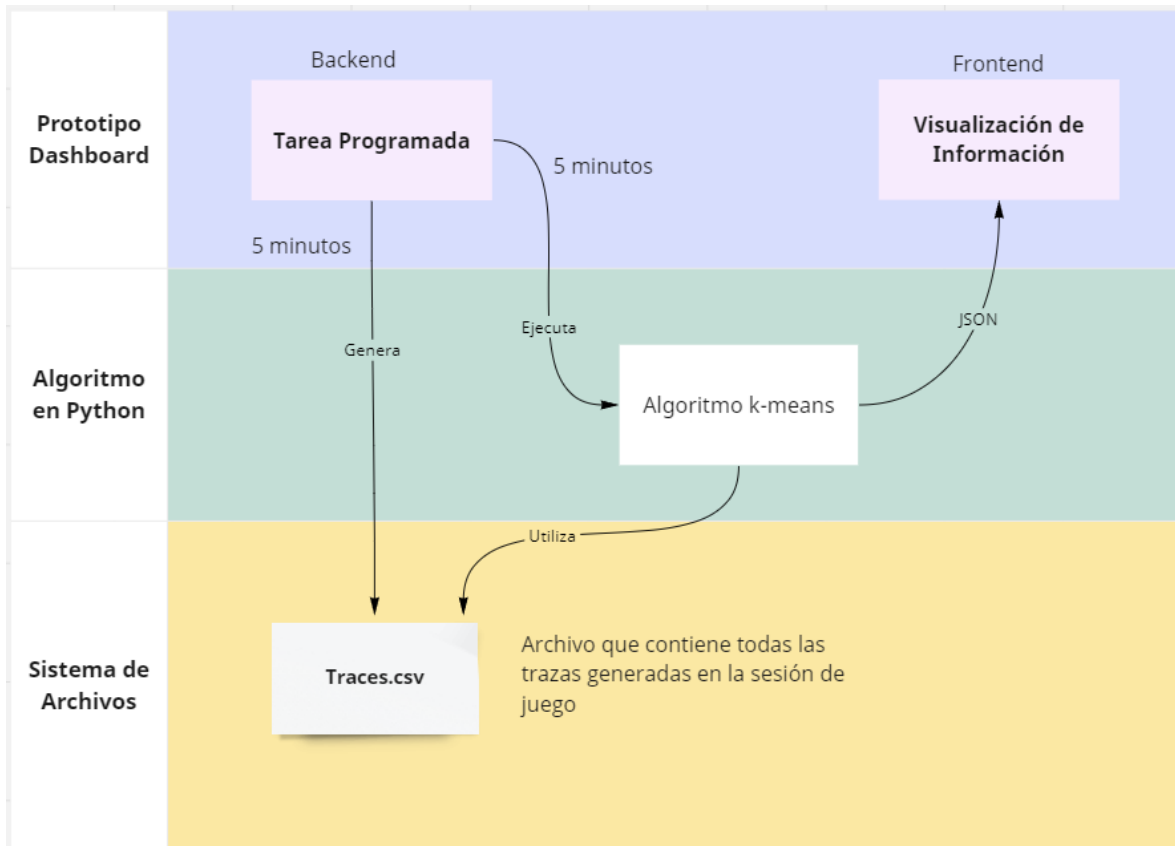 Backend
Frontend
Prototipo
Dashboard
Tarea Programada
Visualización de
Información
5 minutos
5 minutos
Ejecuta
JSON
Genera
Algoritmo
en Python
Algoritmo k-means
Utiliza
Sistema de
Archivos
Traces.csv
Archivo que contiene todas las
trazas generadas en la sesión de
juego